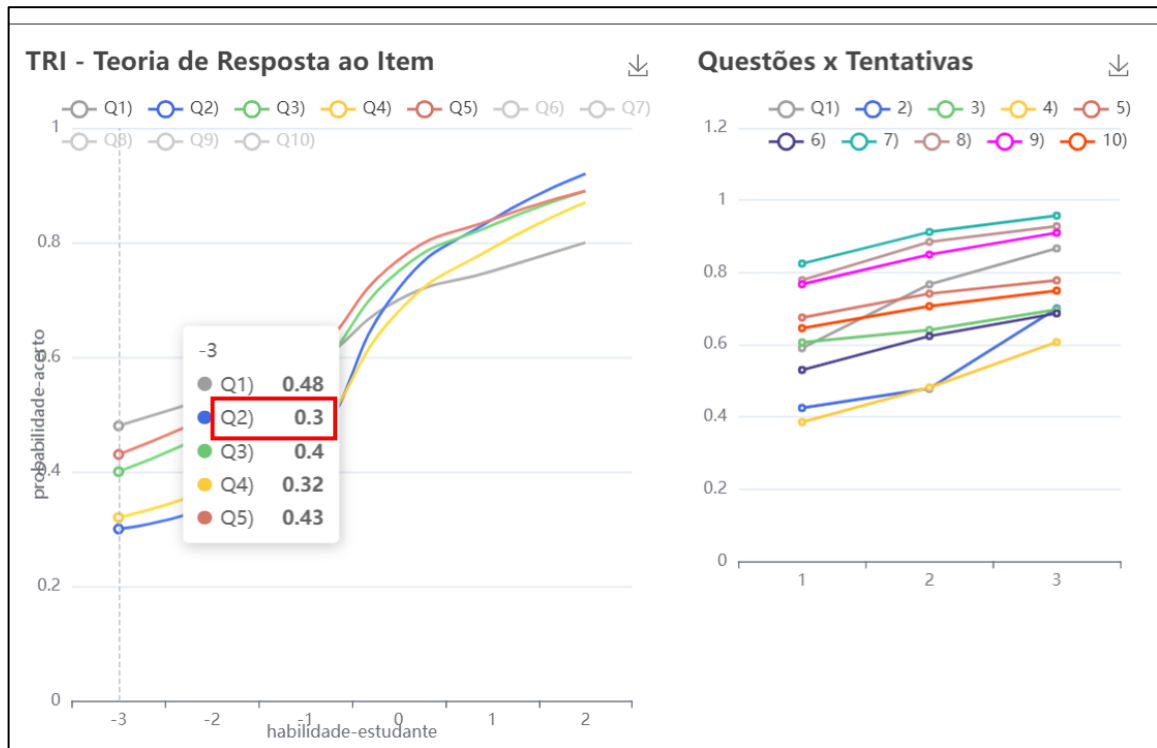 TRI - Teoria de Resposta ao Item
Q1) Q2) Q3) Q4) Q5) Q6) Q7)
Q8) Q9) Q10)
1
0.8
0.6
0.4
0.2
0
probabilidade-acerto
-3
Q1) 0.48
Q2) 0.3
Q3) 0.4
Q4) 0.32
Q5) 0.43
-3 -2 -1 0 1 2
habilidade-estudante
Questões x Tentativas
Q1) 2) 3) 4) 5)
6) 7) 8) 9) 10)
1.2
1
0.8
0.6
0.4
0.2
0
1 2 3